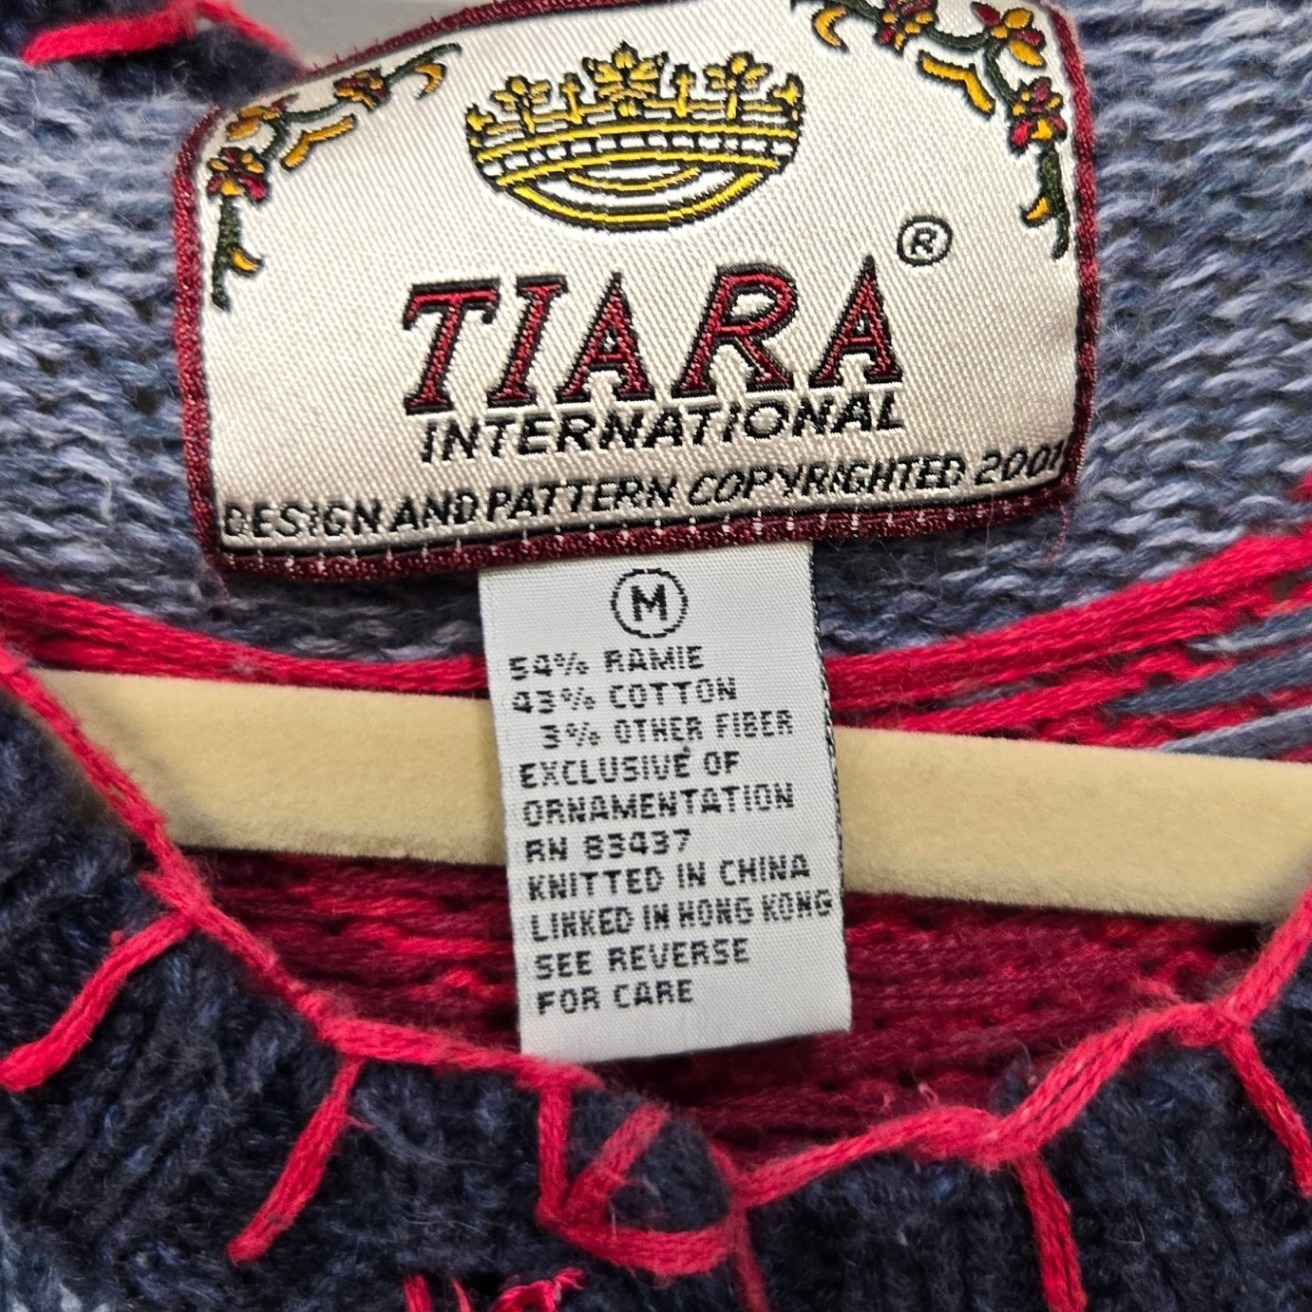 ®
TIARA
INTERNATIONAL
DESIGN AND PATTERN COPYRIGHTED 2001
M
54% RAMIE
43% COTTON
3% OTHER FIBER
EXCLUSIVE OF
ORNAMENTATION
RN 83437
KNITTED IN CHINA
LINKED IN HONG KONG
SEE REVERSE
FOR CARE